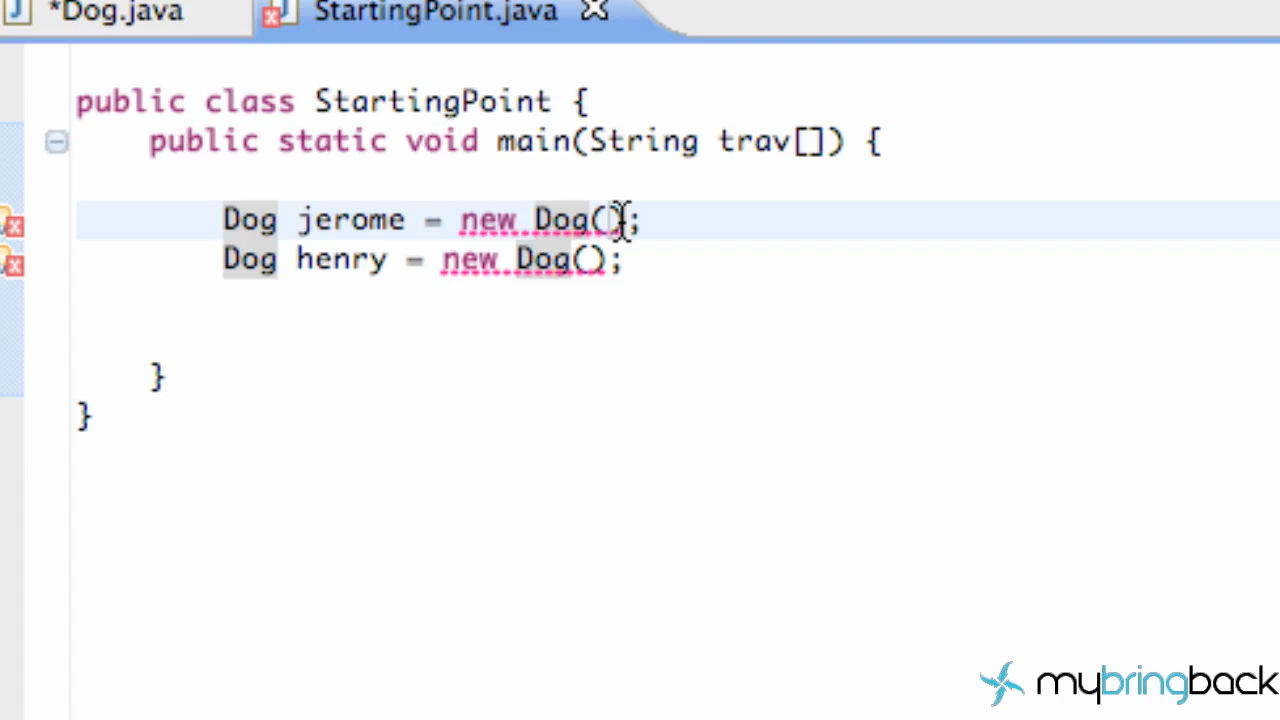 *Dog.java StartingPoint.java
public class StartingPoint {
public static void main(String trav[]) {
Dog jerome = new Dog();
Dog henry = new Dog();
}
}
mybringback